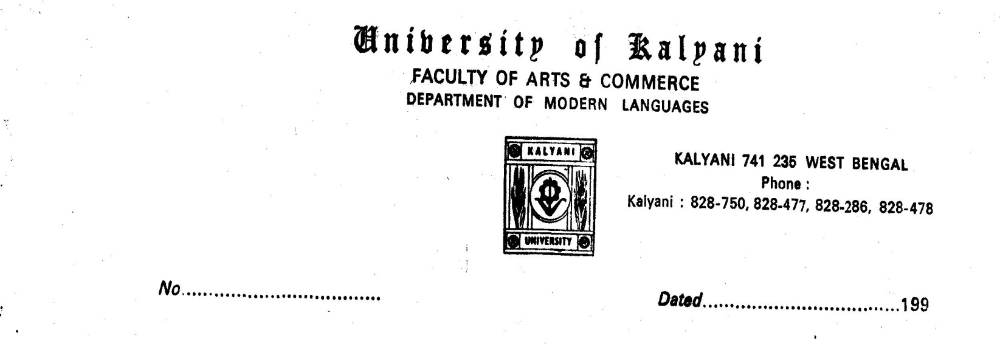 University of Kalyani
FACULTY OF ARTS & COMMERCE
DEPARTMENT OF MODERN LANGUAGES
KALYANI
UNIVERSITY
KALYANI 741 235 WEST BENGAL
Phone :
Kalyani : 828-750, 828-477, 828-286, 828-478
No....................................
Dated....................................199